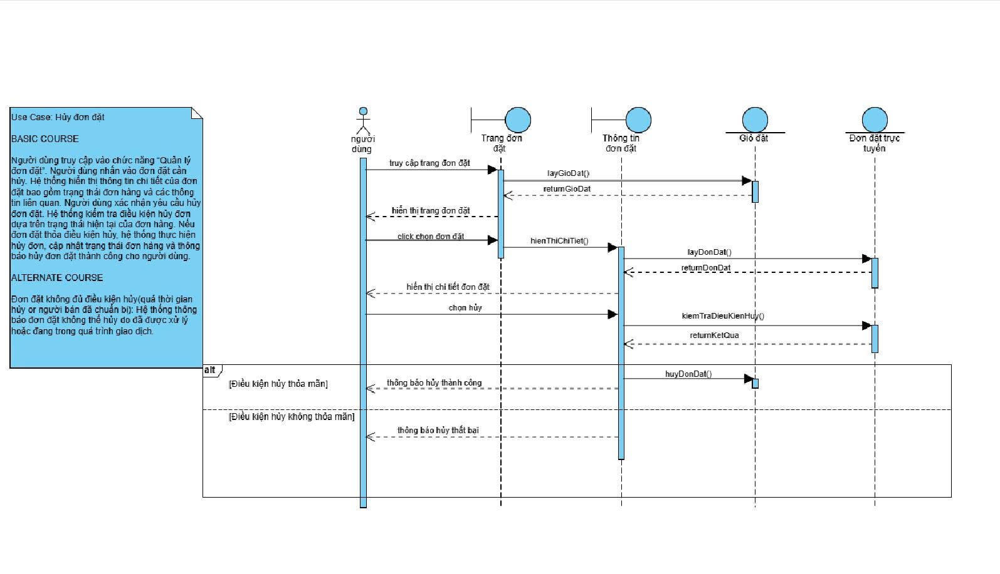 Use Case: Hủy đơn đặt
BASIC COURSE
Người dùng truy cập vào chức năng "Quản lý
đơn đặt". Người dùng nhấn vào đơn đặt cần
hủy. Hệ thống hiển thị thông tin chi tiết của đơn
đặt bao gồm trạng thái đơn hàng và các thông
tin liên quan. Người dùng xác nhận yêu cầu hủy
đơn đặt. Hệ thống kiểm tra điều kiện hủy đơn
dựa trên trạng thái hiện tại của đơn hàng. Nếu
đơn đặt thỏa điều kiện hủy, hệ thống thực hiện
hủy đơn, cập nhật trạng thái đơn hàng và thông
báo hủy đơn đặt thành công cho người dùng.
ALTERNATE COURSE
Đơn đặt không đủ điều kiện hủy(quá thời gian
hủy or người bán đã chuẩn bị): Hệ thống thông
báo đơn đặt không thể hủy do đã được xử lý
hoặc đang trong quá trình giao dịch.
người
dùng
Trang đơn
đặt
Thông tin
đơn đặt
Giỏ đặt
Đơn đặt trực
tuyến
truy cập trang đơn đặt
layGioDat()
returnGioDat
hiển thị trang đơn đặt
click chọn đơn đặt
hienThiChiTiet()
layDonDat()
returnDonDat
hiển thị chi tiết đơn đặt
chọn hủy
kiemTraDieuKienHuy()
returnKetQua
alt
[Điều kiện hủy thỏa mãn]
huyDonDat()
thông báo hủy thành công
[Điều kiện hủy không thỏa mãn]
thông báo hủy thất bại